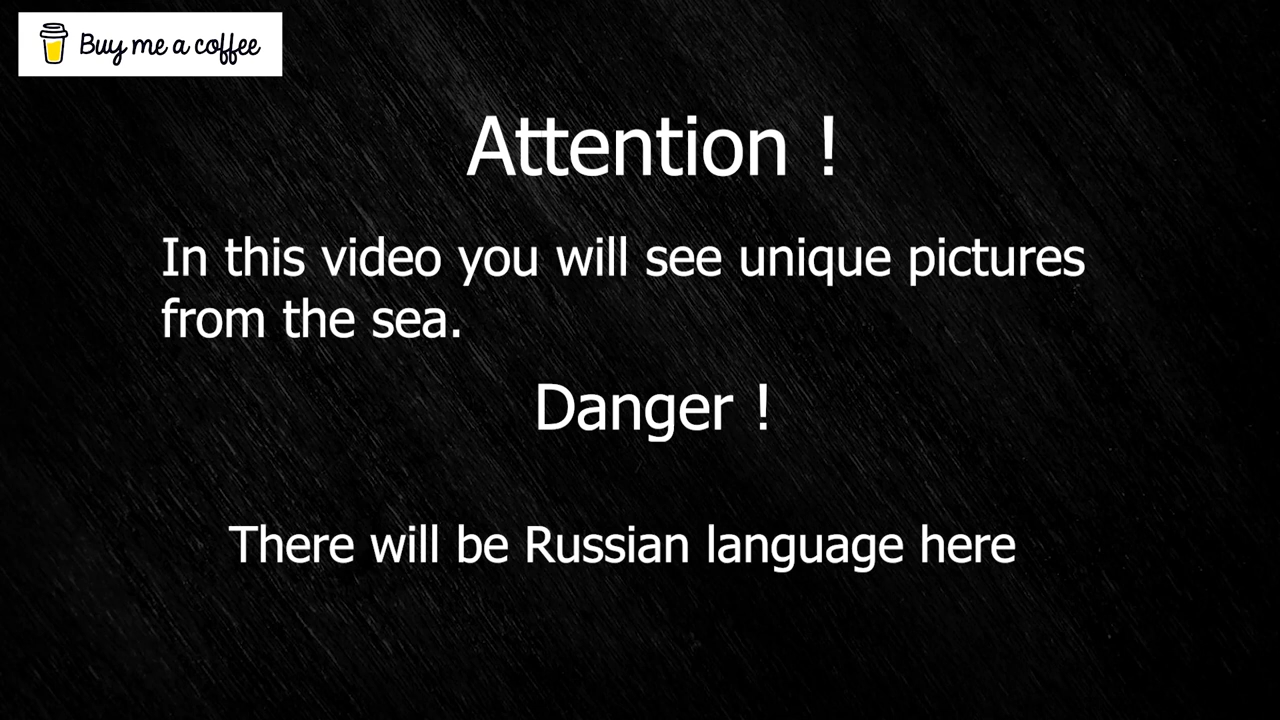 Buy me a coffee
Attention !
In this video you will see unique pictures
from the sea.
Danger !
There will be Russian language here